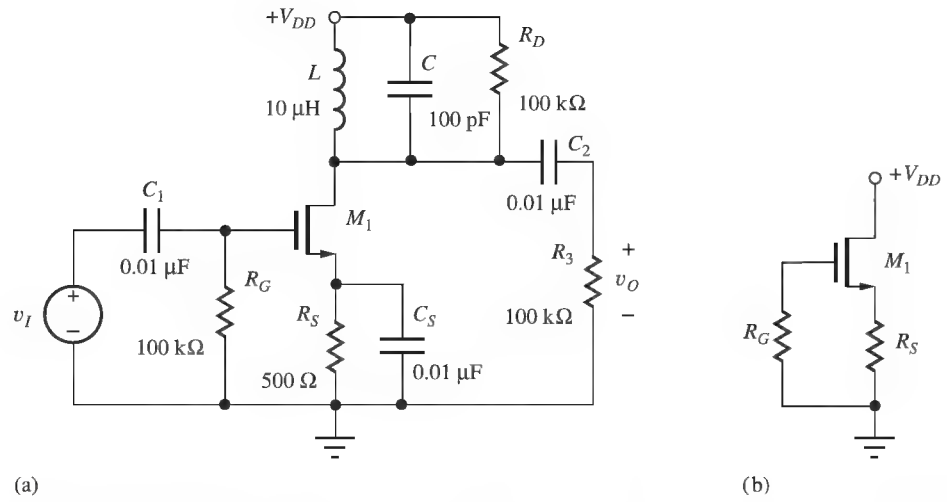 +V_DD
L
10 μH
C
100 pF
R_D
100 kΩ
C_2
0.01 μF
C_1
0.01 μF
M_1
R_G
100 kΩ
v_I
+
−
R_S
500 Ω
C_S
0.01 μF
R_3
100 kΩ
+
v_O
−
(a)
+V_DD
M_1
R_G
R_S
(b)